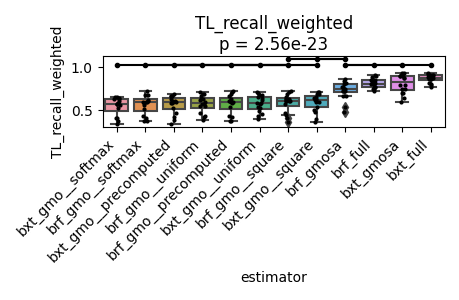 TL_recall_weighted
p = 2.56e-23
TL_recall_weighted
1.0
0.5
bxt_gmo__softmax
brf_gmo__softmax
bxt_gmo__precomputed
brf_gmo__uniform
brf_gmo__precomputed
bxt_gmo__uniform
brf_gmo__square
bxt_gmo__square
brf_gmosa
brf_full
bxt_gmosa
bxt_full
estimator